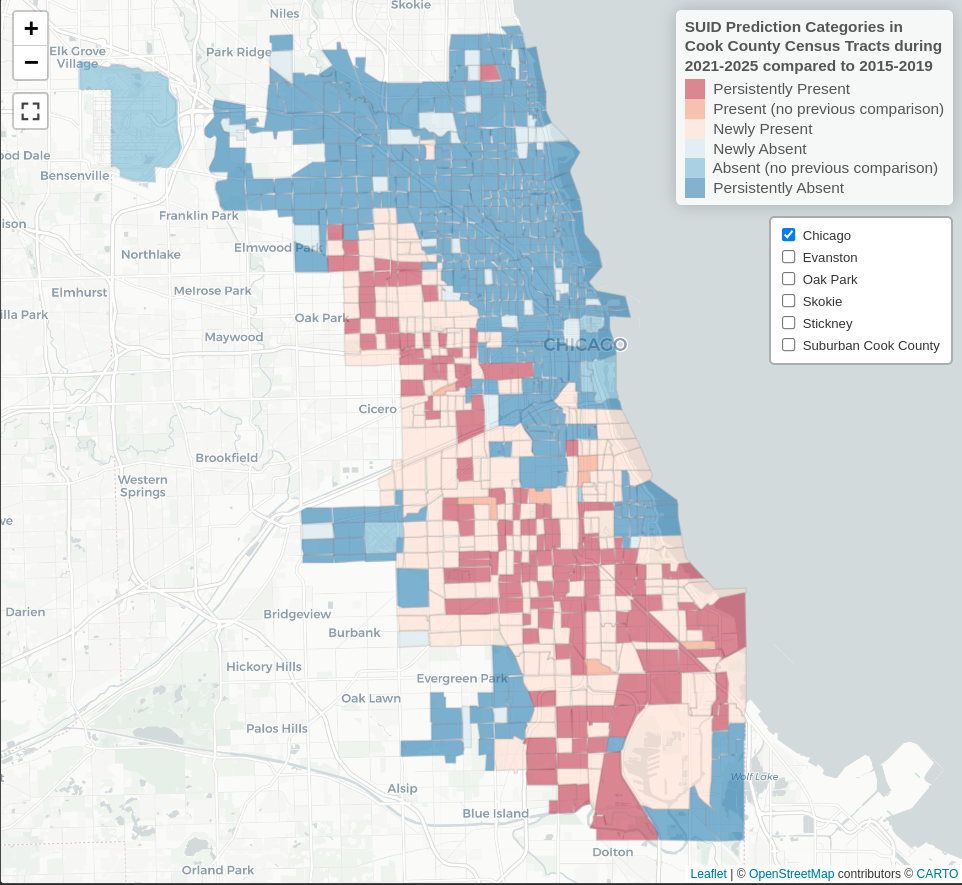 +
−
SUID Prediction Categories in
Cook County Census Tracts during
2021-2025 compared to 2015-2019
Persistently Present
Present (no previous comparison)
Newly Present
Newly Absent
Absent (no previous comparison)
Persistently Absent
Chicago
Evanston
Oak Park
Skokie
Stickney
Suburban Cook County
Skokie
Niles
Park Ridge
Elk Grove
Village
ood Dale
Bensenville
Franklin Park
ison
Elmwood Park
Northlake
Elmhurst
Melrose Park
illa Park
Oak Park
Maywood
CHICAGO
Cicero
Brookfield
Western
Springs
ve
Darien
Bridgeview
Burbank
Hickory Hills
Evergreen Park
Oak Lawn
Palos Hills
Wolf Lake
t
Alsip
Blue Island
Dolton
Orland Park
Leaflet | © OpenStreetMap contributors © CARTO